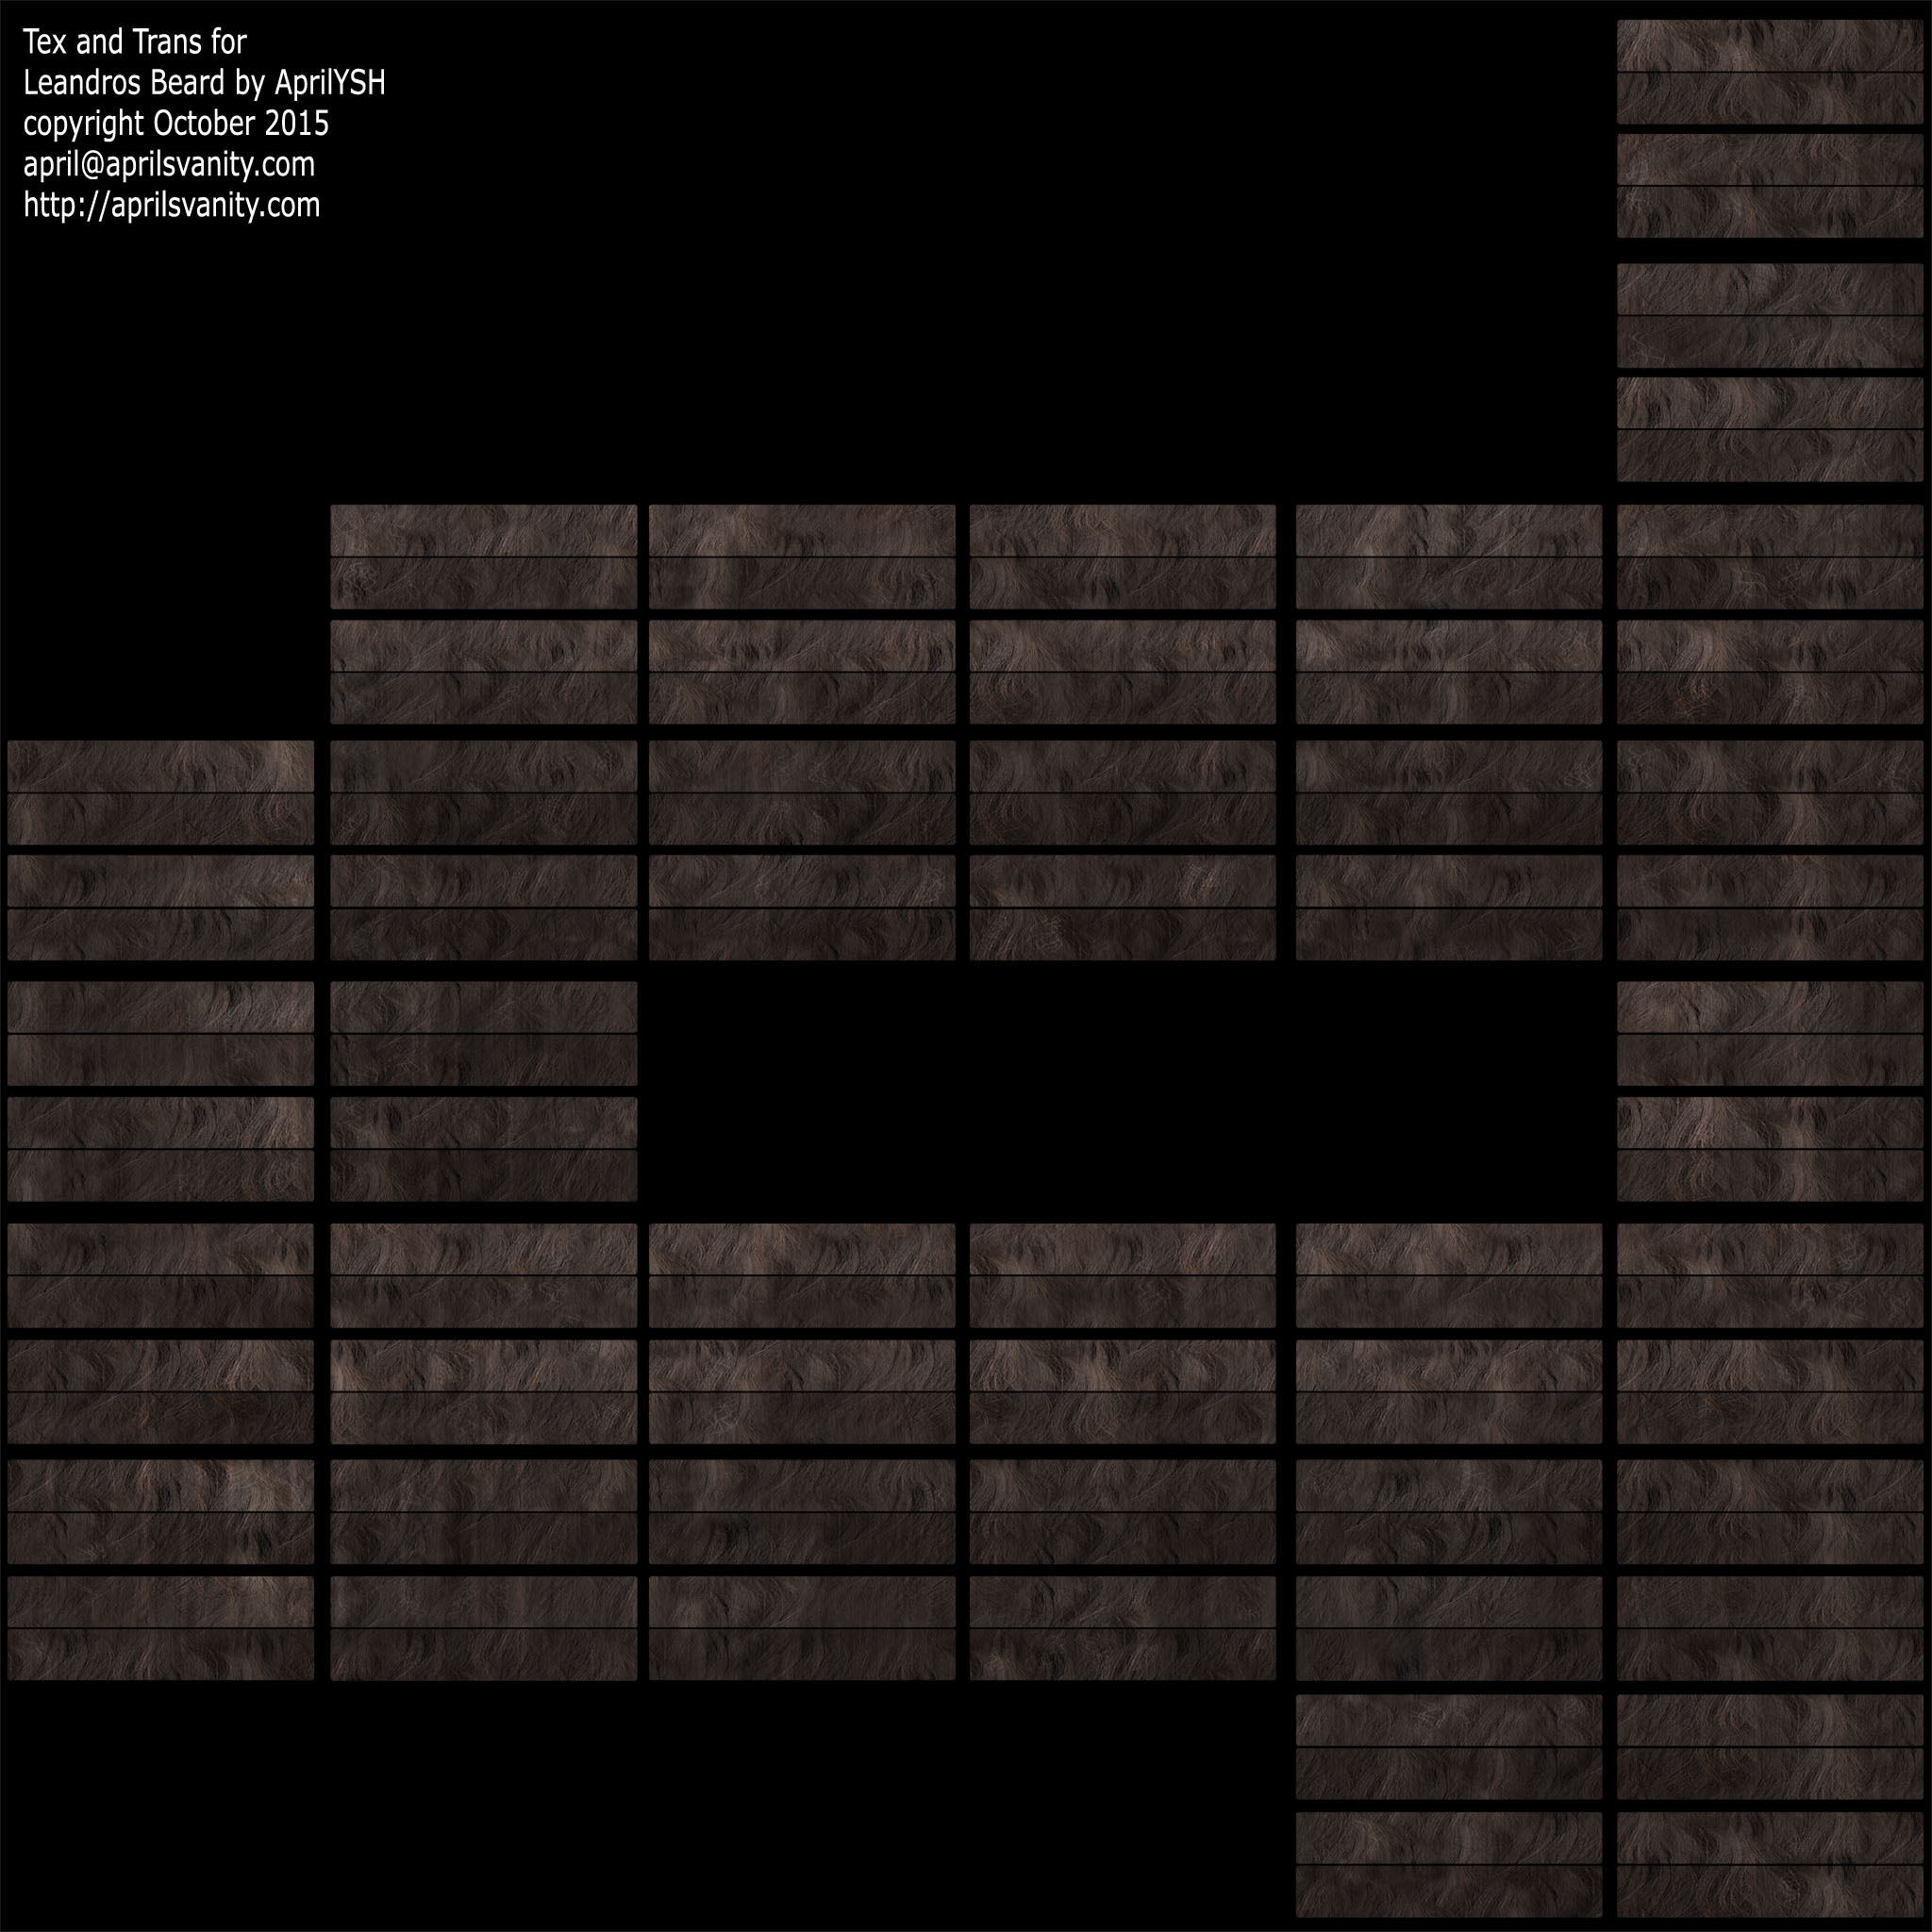 Tex and Trans for
Leandros Beard by AprilYSH
copyright October 2015
april@aprilsvanity.com
http://aprilsvanity.com